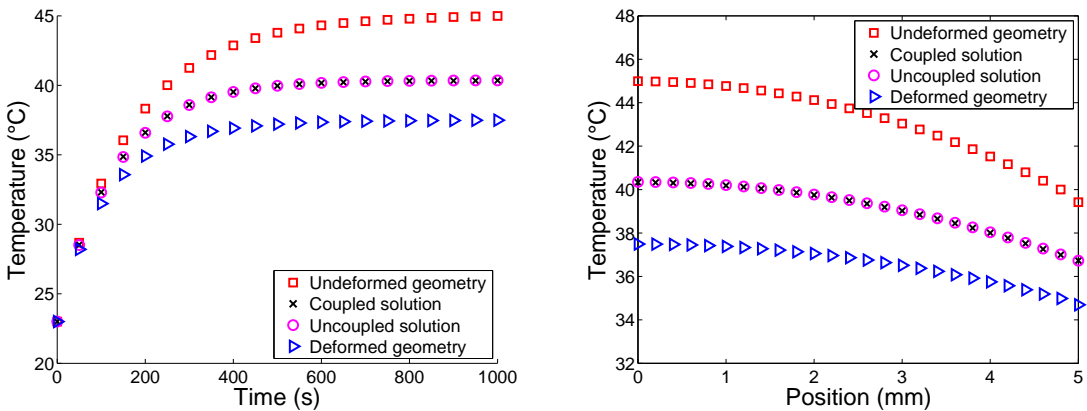 Temperature (°C)
45
40
35
30
25
20
0
200
400
600
800
1000
Time (s)
Undeformed geometry
Coupled solution
Uncoupled solution
Deformed geometry
Temperature (°C)
48
46
44
42
40
38
36
34
32
0
1
2
3
4
5
Position (mm)
Undeformed geometry
Coupled solution
Uncoupled solution
Deformed geometry